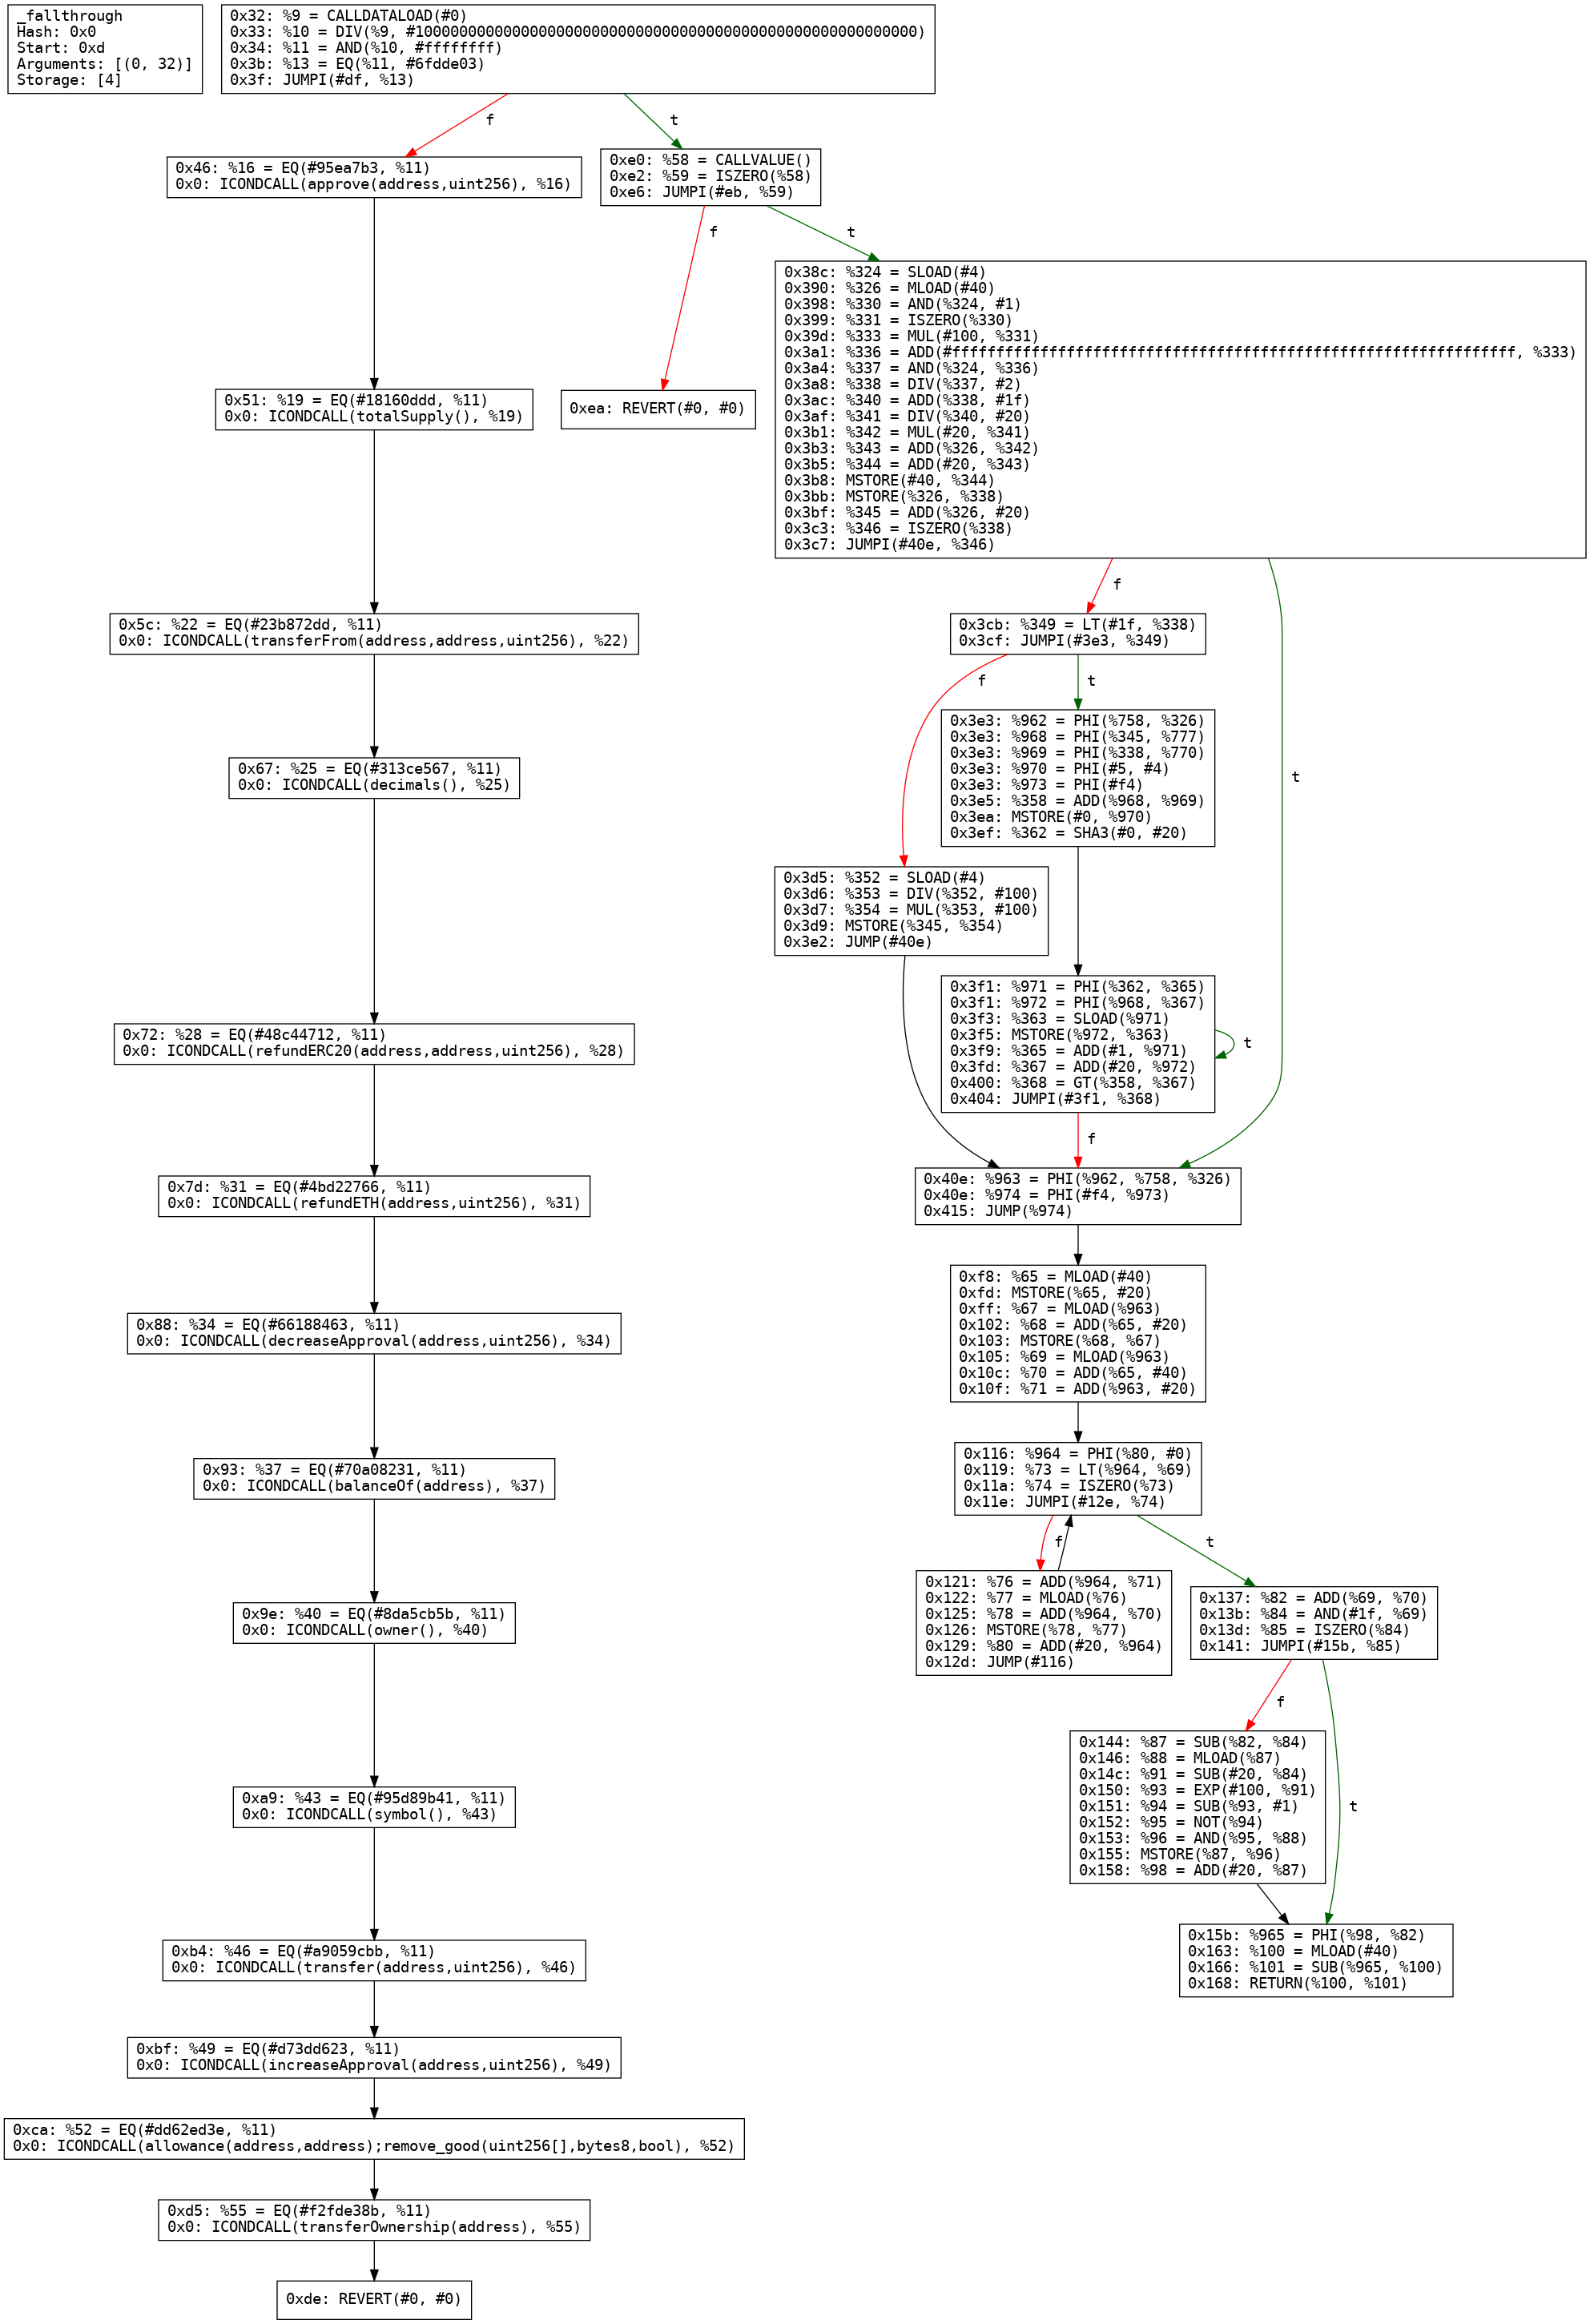 _fallthrough
Hash: 0x0
Start: 0xd
Arguments: [(0, 32)]
Storage: [4]
0x32: %9 = CALLDATALOAD(#0)
0x33: %10 = DIV(%9, #100000000000000000000000000000000000000000000000000000000)
0x34: %11 = AND(%10, #ffffffff)
0x3b: %13 = EQ(%11, #6fdde03)
0x3f: JUMPI(#df, %13)
f
t
0x46: %16 = EQ(#95ea7b3, %11)
0x0: ICONDCALL(approve(address,uint256), %16)
0xe0: %58 = CALLVALUE()
0xe2: %59 = ISZERO(%58)
0xe6: JUMPI(#eb, %59)
f
t
0x38c: %324 = SLOAD(#4)
0x390: %326 = MLOAD(#40)
0x398: %330 = AND(%324, #1)
0x399: %331 = ISZERO(%330)
0x39d: %333 = MUL(#100, %331)
0x3a1: %336 = ADD(#ffffffffffffffffffffffffffffffffffffffffffffffffffffffffffffffff, %333)
0x3a4: %337 = AND(%324, %336)
0x3a8: %338 = DIV(%337, #2)
0x3ac: %340 = ADD(%338, #1f)
0x3af: %341 = DIV(%340, #20)
0x3b1: %342 = MUL(#20, %341)
0x3b3: %343 = ADD(%326, %342)
0x3b5: %344 = ADD(#20, %343)
0x3b8: MSTORE(#40, %344)
0x3bb: MSTORE(%326, %338)
0x3bf: %345 = ADD(%326, #20)
0x3c3: %346 = ISZERO(%338)
0x3c7: JUMPI(#40e, %346)
0x51: %19 = EQ(#18160ddd, %11)
0x0: ICONDCALL(totalSupply(), %19)
0xea: REVERT(#0, #0)
f
t
0x5c: %22 = EQ(#23b872dd, %11)
0x0: ICONDCALL(transferFrom(address,address,uint256), %22)
0x3cb: %349 = LT(#1f, %338)
0x3cf: JUMPI(#3e3, %349)
f
t
0x67: %25 = EQ(#313ce567, %11)
0x0: ICONDCALL(decimals(), %25)
0x3e3: %962 = PHI(%758, %326)
0x3e3: %968 = PHI(%345, %777)
0x3e3: %969 = PHI(%338, %770)
0x3e3: %970 = PHI(#5, #4)
0x3e3: %973 = PHI(#f4)
0x3e5: %358 = ADD(%968, %969)
0x3ea: MSTORE(#0, %970)
0x3ef: %362 = SHA3(#0, #20)
0x3d5: %352 = SLOAD(#4)
0x3d6: %353 = DIV(%352, #100)
0x3d7: %354 = MUL(%353, #100)
0x3d9: MSTORE(%345, %354)
0x3e2: JUMP(#40e)
0x72: %28 = EQ(#48c44712, %11)
0x0: ICONDCALL(refundERC20(address,address,uint256), %28)
0x3f1: %971 = PHI(%362, %365)
0x3f1: %972 = PHI(%968, %367)
0x3f3: %363 = SLOAD(%971)
0x3f5: MSTORE(%972, %363)
0x3f9: %365 = ADD(#1, %971)
0x3fd: %367 = ADD(#20, %972)
0x400: %368 = GT(%358, %367)
0x404: JUMPI(#3f1, %368)
t
f
0x7d: %31 = EQ(#4bd22766, %11)
0x0: ICONDCALL(refundETH(address,uint256), %31)
0x40e: %963 = PHI(%962, %758, %326)
0x40e: %974 = PHI(#f4, %973)
0x415: JUMP(%974)
0x88: %34 = EQ(#66188463, %11)
0x0: ICONDCALL(decreaseApproval(address,uint256), %34)
0xf8: %65 = MLOAD(#40)
0xfd: MSTORE(%65, #20)
0xff: %67 = MLOAD(%963)
0x102: %68 = ADD(%65, #20)
0x103: MSTORE(%68, %67)
0x105: %69 = MLOAD(%963)
0x10c: %70 = ADD(%65, #40)
0x10f: %71 = ADD(%963, #20)
0x93: %37 = EQ(#70a08231, %11)
0x0: ICONDCALL(balanceOf(address), %37)
0x116: %964 = PHI(%80, #0)
0x119: %73 = LT(%964, %69)
0x11a: %74 = ISZERO(%73)
0x11e: JUMPI(#12e, %74)
f
t
0x9e: %40 = EQ(#8da5cb5b, %11)
0x0: ICONDCALL(owner(), %40)
0x121: %76 = ADD(%964, %71)
0x122: %77 = MLOAD(%76)
0x125: %78 = ADD(%964, %70)
0x126: MSTORE(%78, %77)
0x129: %80 = ADD(#20, %964)
0x12d: JUMP(#116)
0x137: %82 = ADD(%69, %70)
0x13b: %84 = AND(#1f, %69)
0x13d: %85 = ISZERO(%84)
0x141: JUMPI(#15b, %85)
f
t
0xa9: %43 = EQ(#95d89b41, %11)
0x0: ICONDCALL(symbol(), %43)
0x144: %87 = SUB(%82, %84)
0x146: %88 = MLOAD(%87)
0x14c: %91 = SUB(#20, %84)
0x150: %93 = EXP(#100, %91)
0x151: %94 = SUB(%93, #1)
0x152: %95 = NOT(%94)
0x153: %96 = AND(%95, %88)
0x155: MSTORE(%87, %96)
0x158: %98 = ADD(#20, %87)
0xb4: %46 = EQ(#a9059cbb, %11)
0x0: ICONDCALL(transfer(address,uint256), %46)
0x15b: %965 = PHI(%98, %82)
0x163: %100 = MLOAD(#40)
0x166: %101 = SUB(%965, %100)
0x168: RETURN(%100, %101)
0xbf: %49 = EQ(#d73dd623, %11)
0x0: ICONDCALL(increaseApproval(address,uint256), %49)
0xca: %52 = EQ(#dd62ed3e, %11)
0x0: ICONDCALL(allowance(address,address);remove_good(uint256[],bytes8,bool), %52)
0xd5: %55 = EQ(#f2fde38b, %11)
0x0: ICONDCALL(transferOwnership(address), %55)
0xde: REVERT(#0, #0)